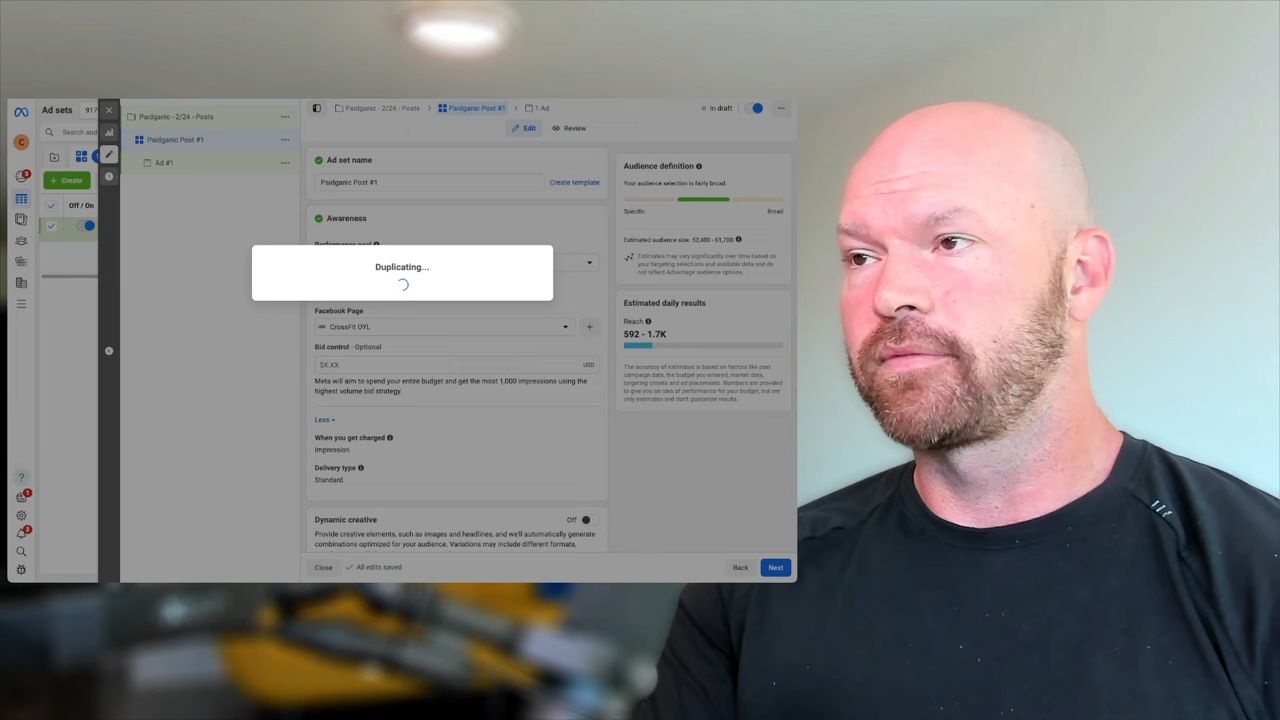 Ad sets
917
Search and
+ Create
Off / On
Paidganic - 2/24 - Posts
Paidganic Post #1
Ad #1
Paidganic - 2/24 - Posts > Paidganic Post #1 > 1 Ad
In draft
Edit
Review
Ad set name
Paidganic Post #1
Create template
Awareness
Performance goal
Duplicating...
Facebook Page
CrossFit OYL
Bid control · Optional
$X.XX
USD
Meta will aim to spend your entire budget and get the most 1,000 impressions using the
highest volume bid strategy.
Less
When you get charged
Impression
Delivery type
Standard
Dynamic creative
Off
Provide creative elements, such as images and headlines, and we'll automatically generate
combinations optimized for your audience. Variations may include different formats,
Close
All edits saved
Back
Next
Audience definition
Your audience selection is fairly broad.
Specific
Broad
Estimated audience size: 52,400 - 61,700
Estimates may vary significantly over time based on
your targeting selections and available data and do
not reflect Advantage audience options.
Estimated daily results
Reach
592 - 1.7K
The accuracy of estimates is based on factors like past
campaign data, the budget you entered, market data,
targeting criteria and ad placements. Numbers are provided
to give you an idea of performance for your budget, but are
only estimates and don't guarantee results.